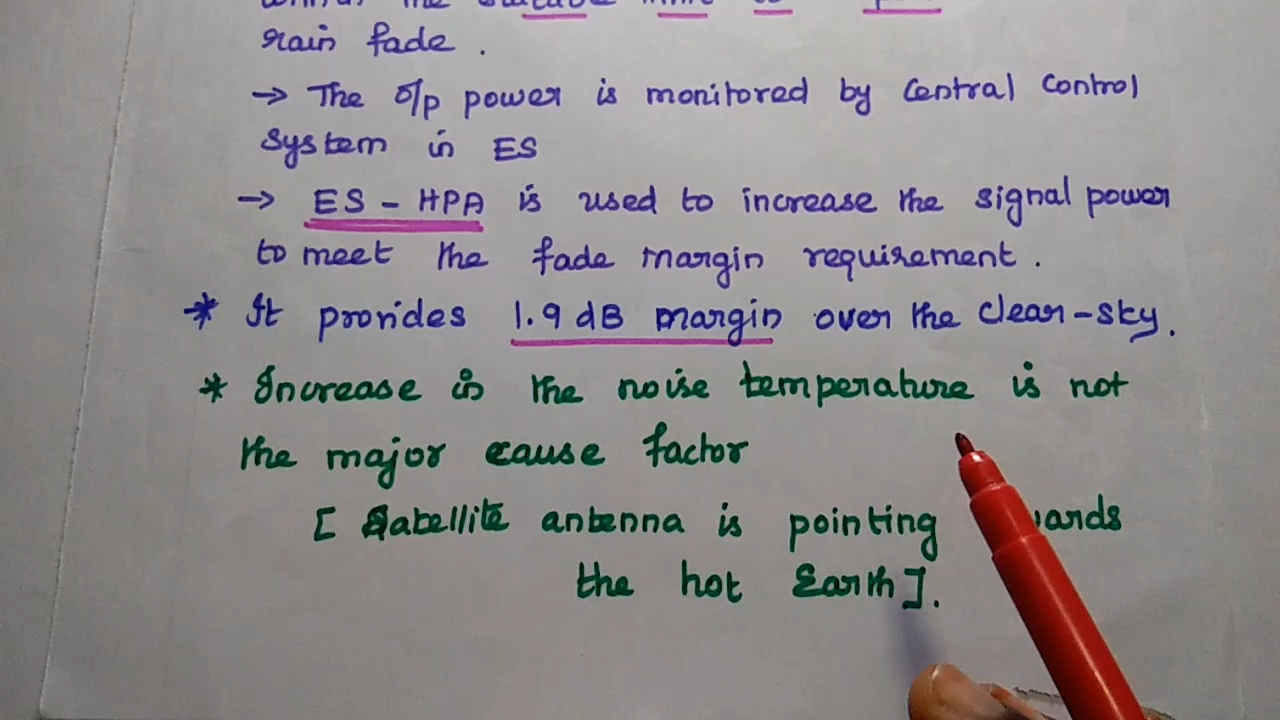 rain fade .
→ The o/p power is monitored by Central Control
System in ES
→ ES - HPA is used to increase the signal power
to meet the fade margin requirement .
* It provides 1.9 dB margin over the clear-sky.
* Increase in the noise temperature is not
the major cause factor
[ Satellite antenna is pointing
the hot Earth ].